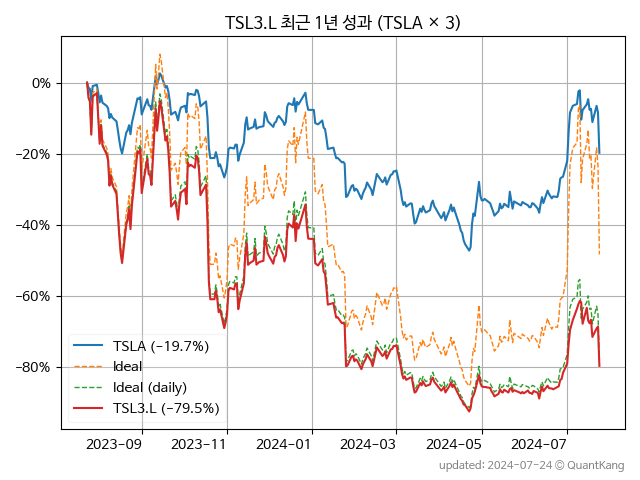 TSL3.L 최근 1년 성과 (TSLA × 3)
0%
−20%
−40%
−60%
−80%
TSLA (−19.7%)
Ideal
Ideal (daily)
TSL3.L (−79.5%)
2023−09
2023−11
2024−01
2024−03
2024−05
2024−07
updated: 2024−07−24 © QuantKang